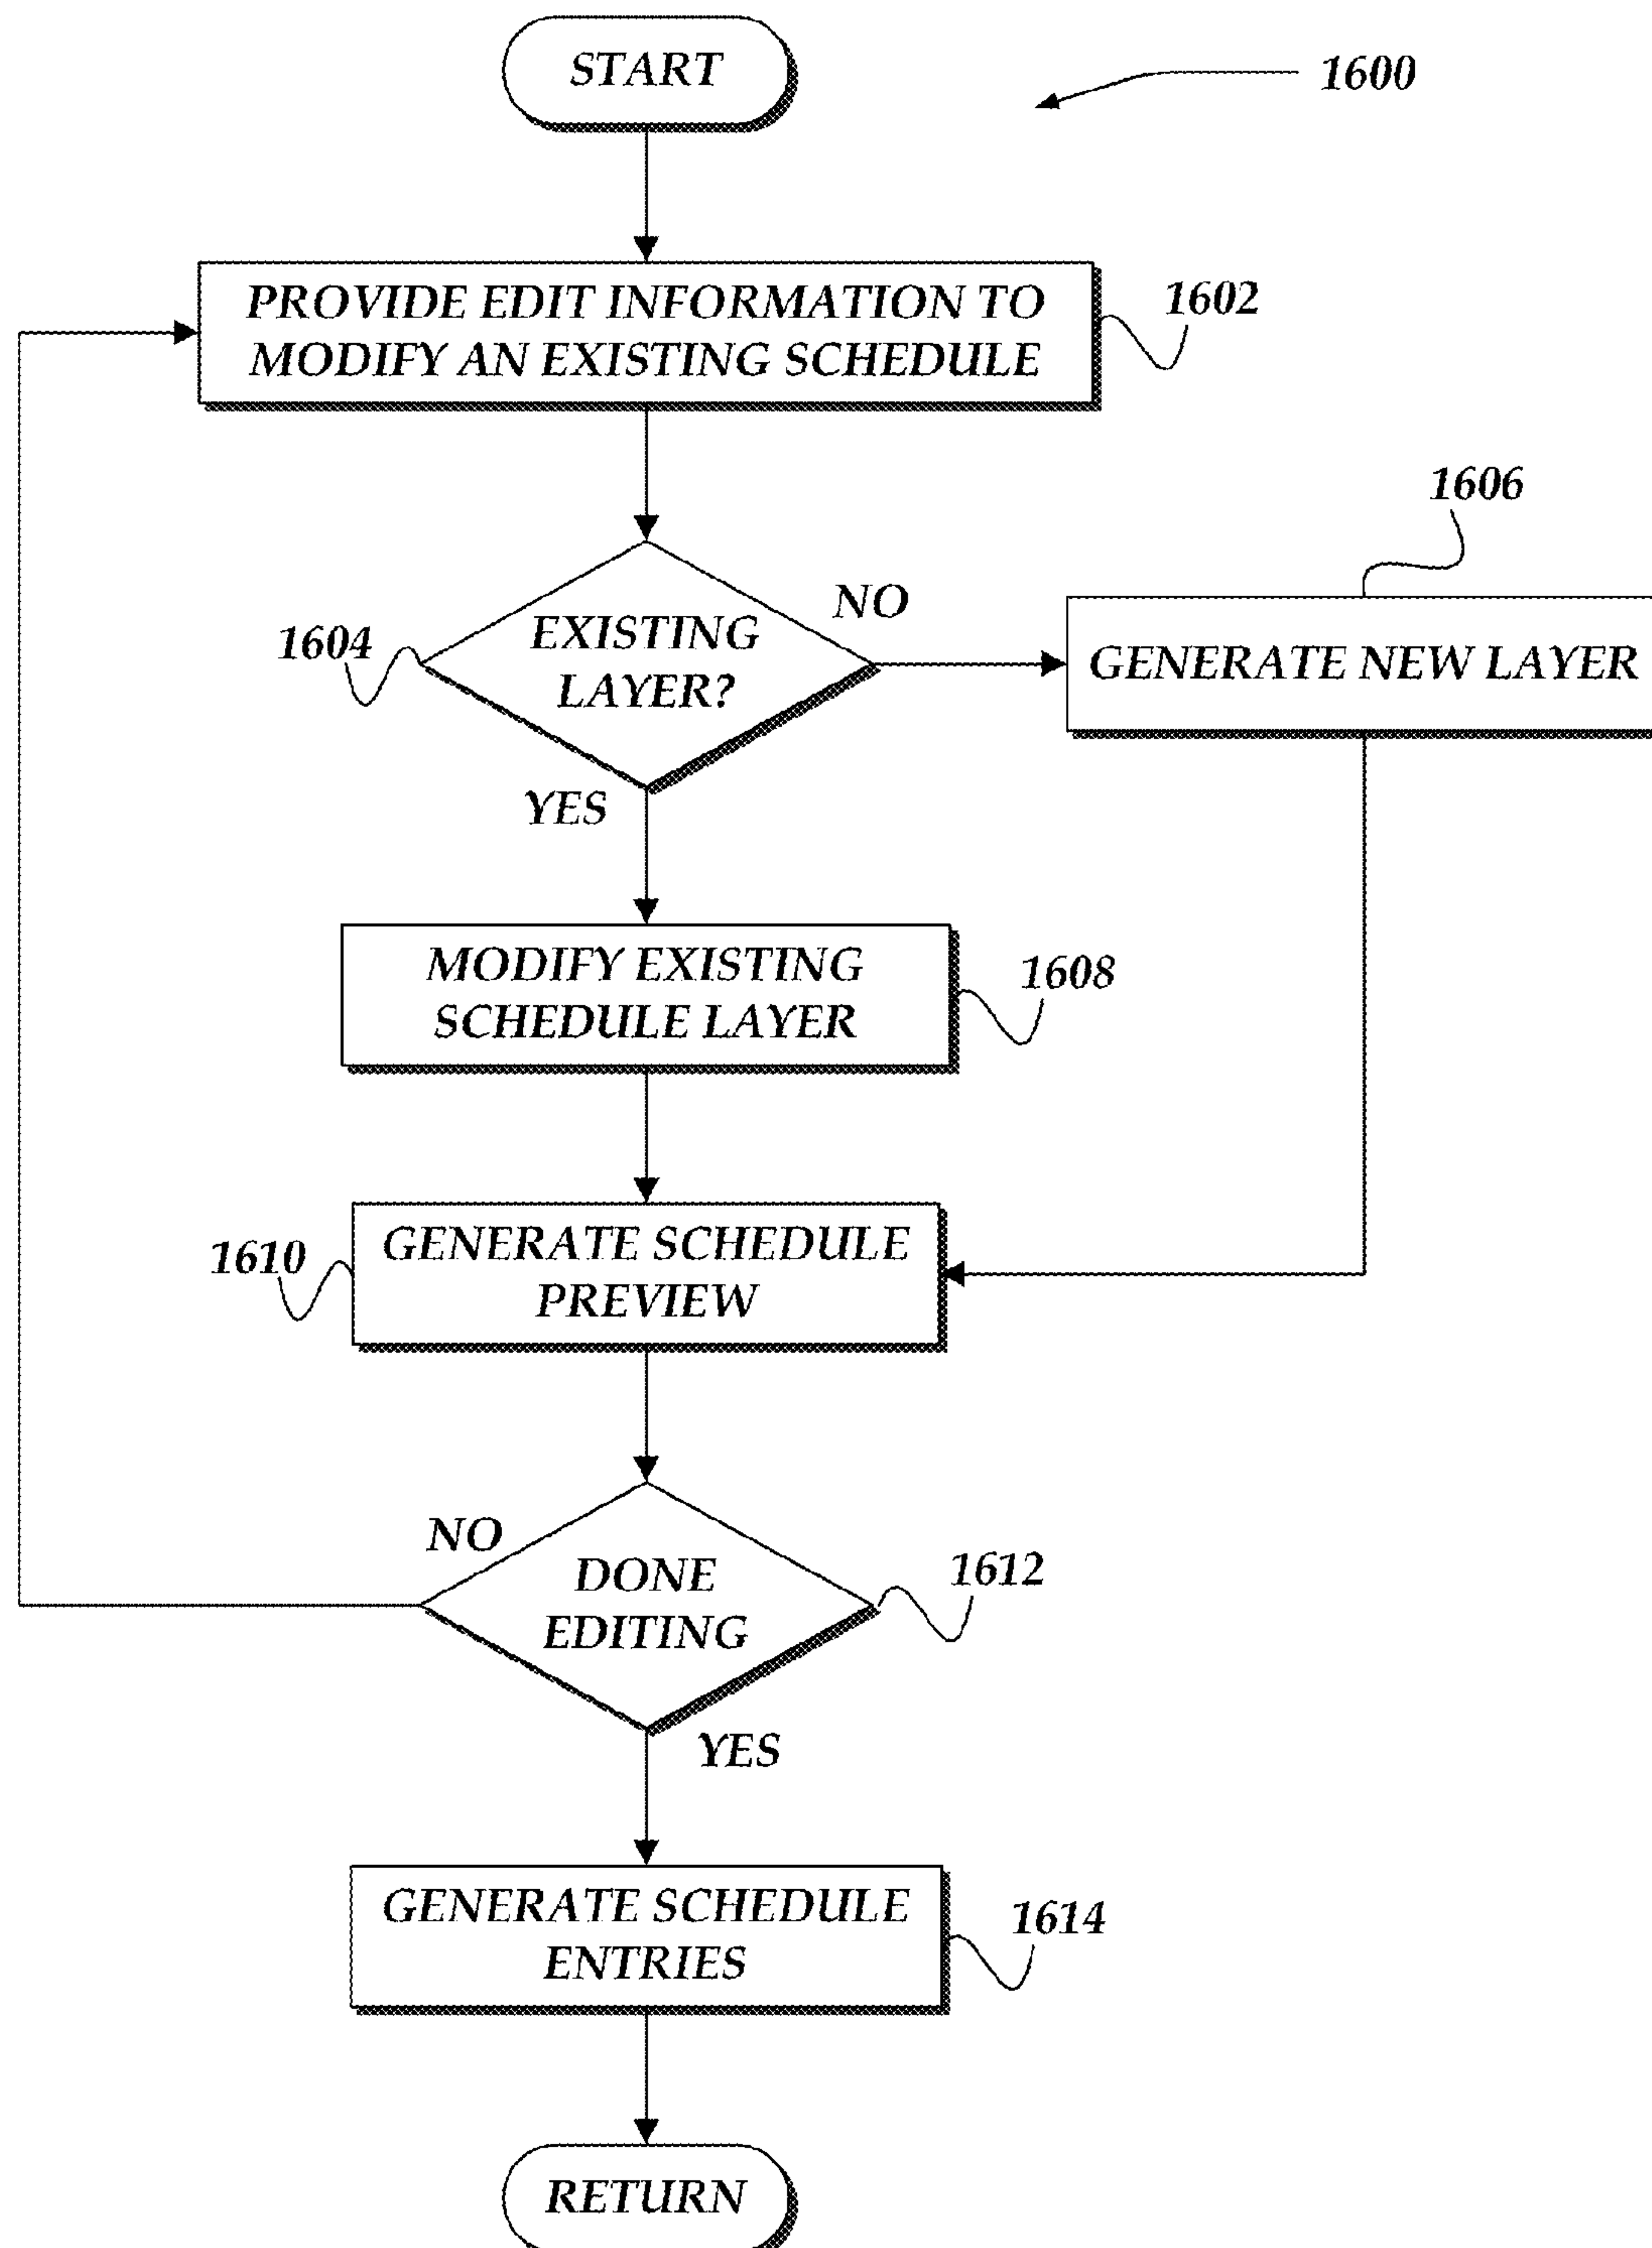 START
1600
PROVIDE EDIT INFORMATION TO
MODIFY AN EXISTING SCHEDULE
1602
1606
1604
EXISTING
LAYER?
NO
GENERATE NEW LAYER
YES
MODIFY EXISTING
SCHEDULE LAYER
1608
1610
GENERATE SCHEDULE
PREVIEW
NO
DONE
EDITING
1612
YES
GENERATE SCHEDULE
ENTRIES
1614
RETURN